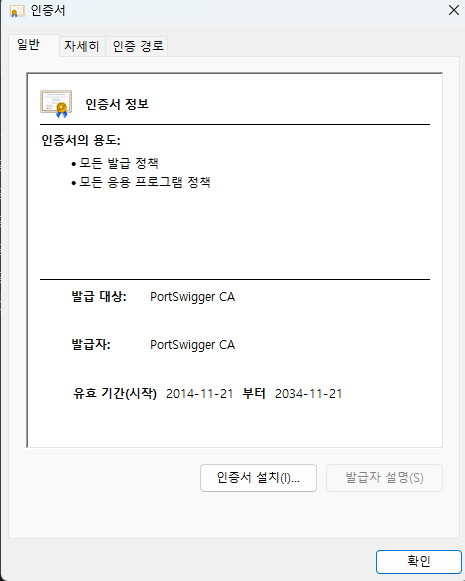 인증서
일반 자세히 인증 경로
인증서 정보
인증서의 용도:
• 모든 발급 정책
• 모든 응용 프로그램 정책
발급 대상: PortSwigger CA
발급자: PortSwigger CA
유효 기간(시작) 2014-11-21 부터 2034-11-21
인증서 설치(I)... 발급자 설명(S)
확인